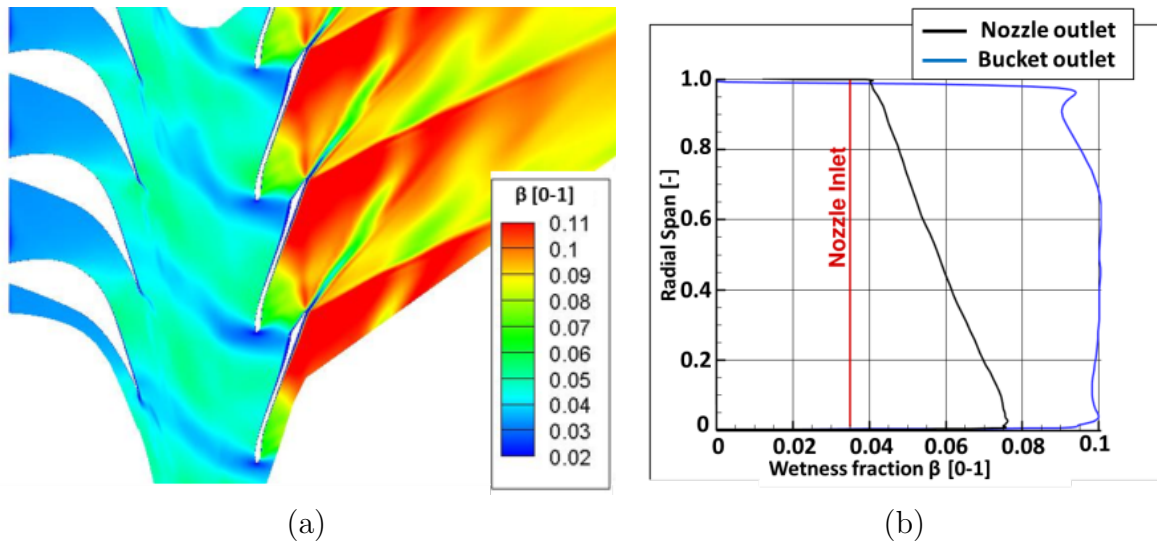 β [0-1]
0.11
0.1
0.09
0.08
0.07
0.06
0.05
0.04
0.03
0.02
(a)
Nozzle outlet
Bucket outlet
1.0
0.8
0.6
0.4
0.2
0
Radial Span [-]
Nozzle Inlet
0 0.02 0.04 0.06 0.08 0.1
Wetness fraction β [0-1]
(b)